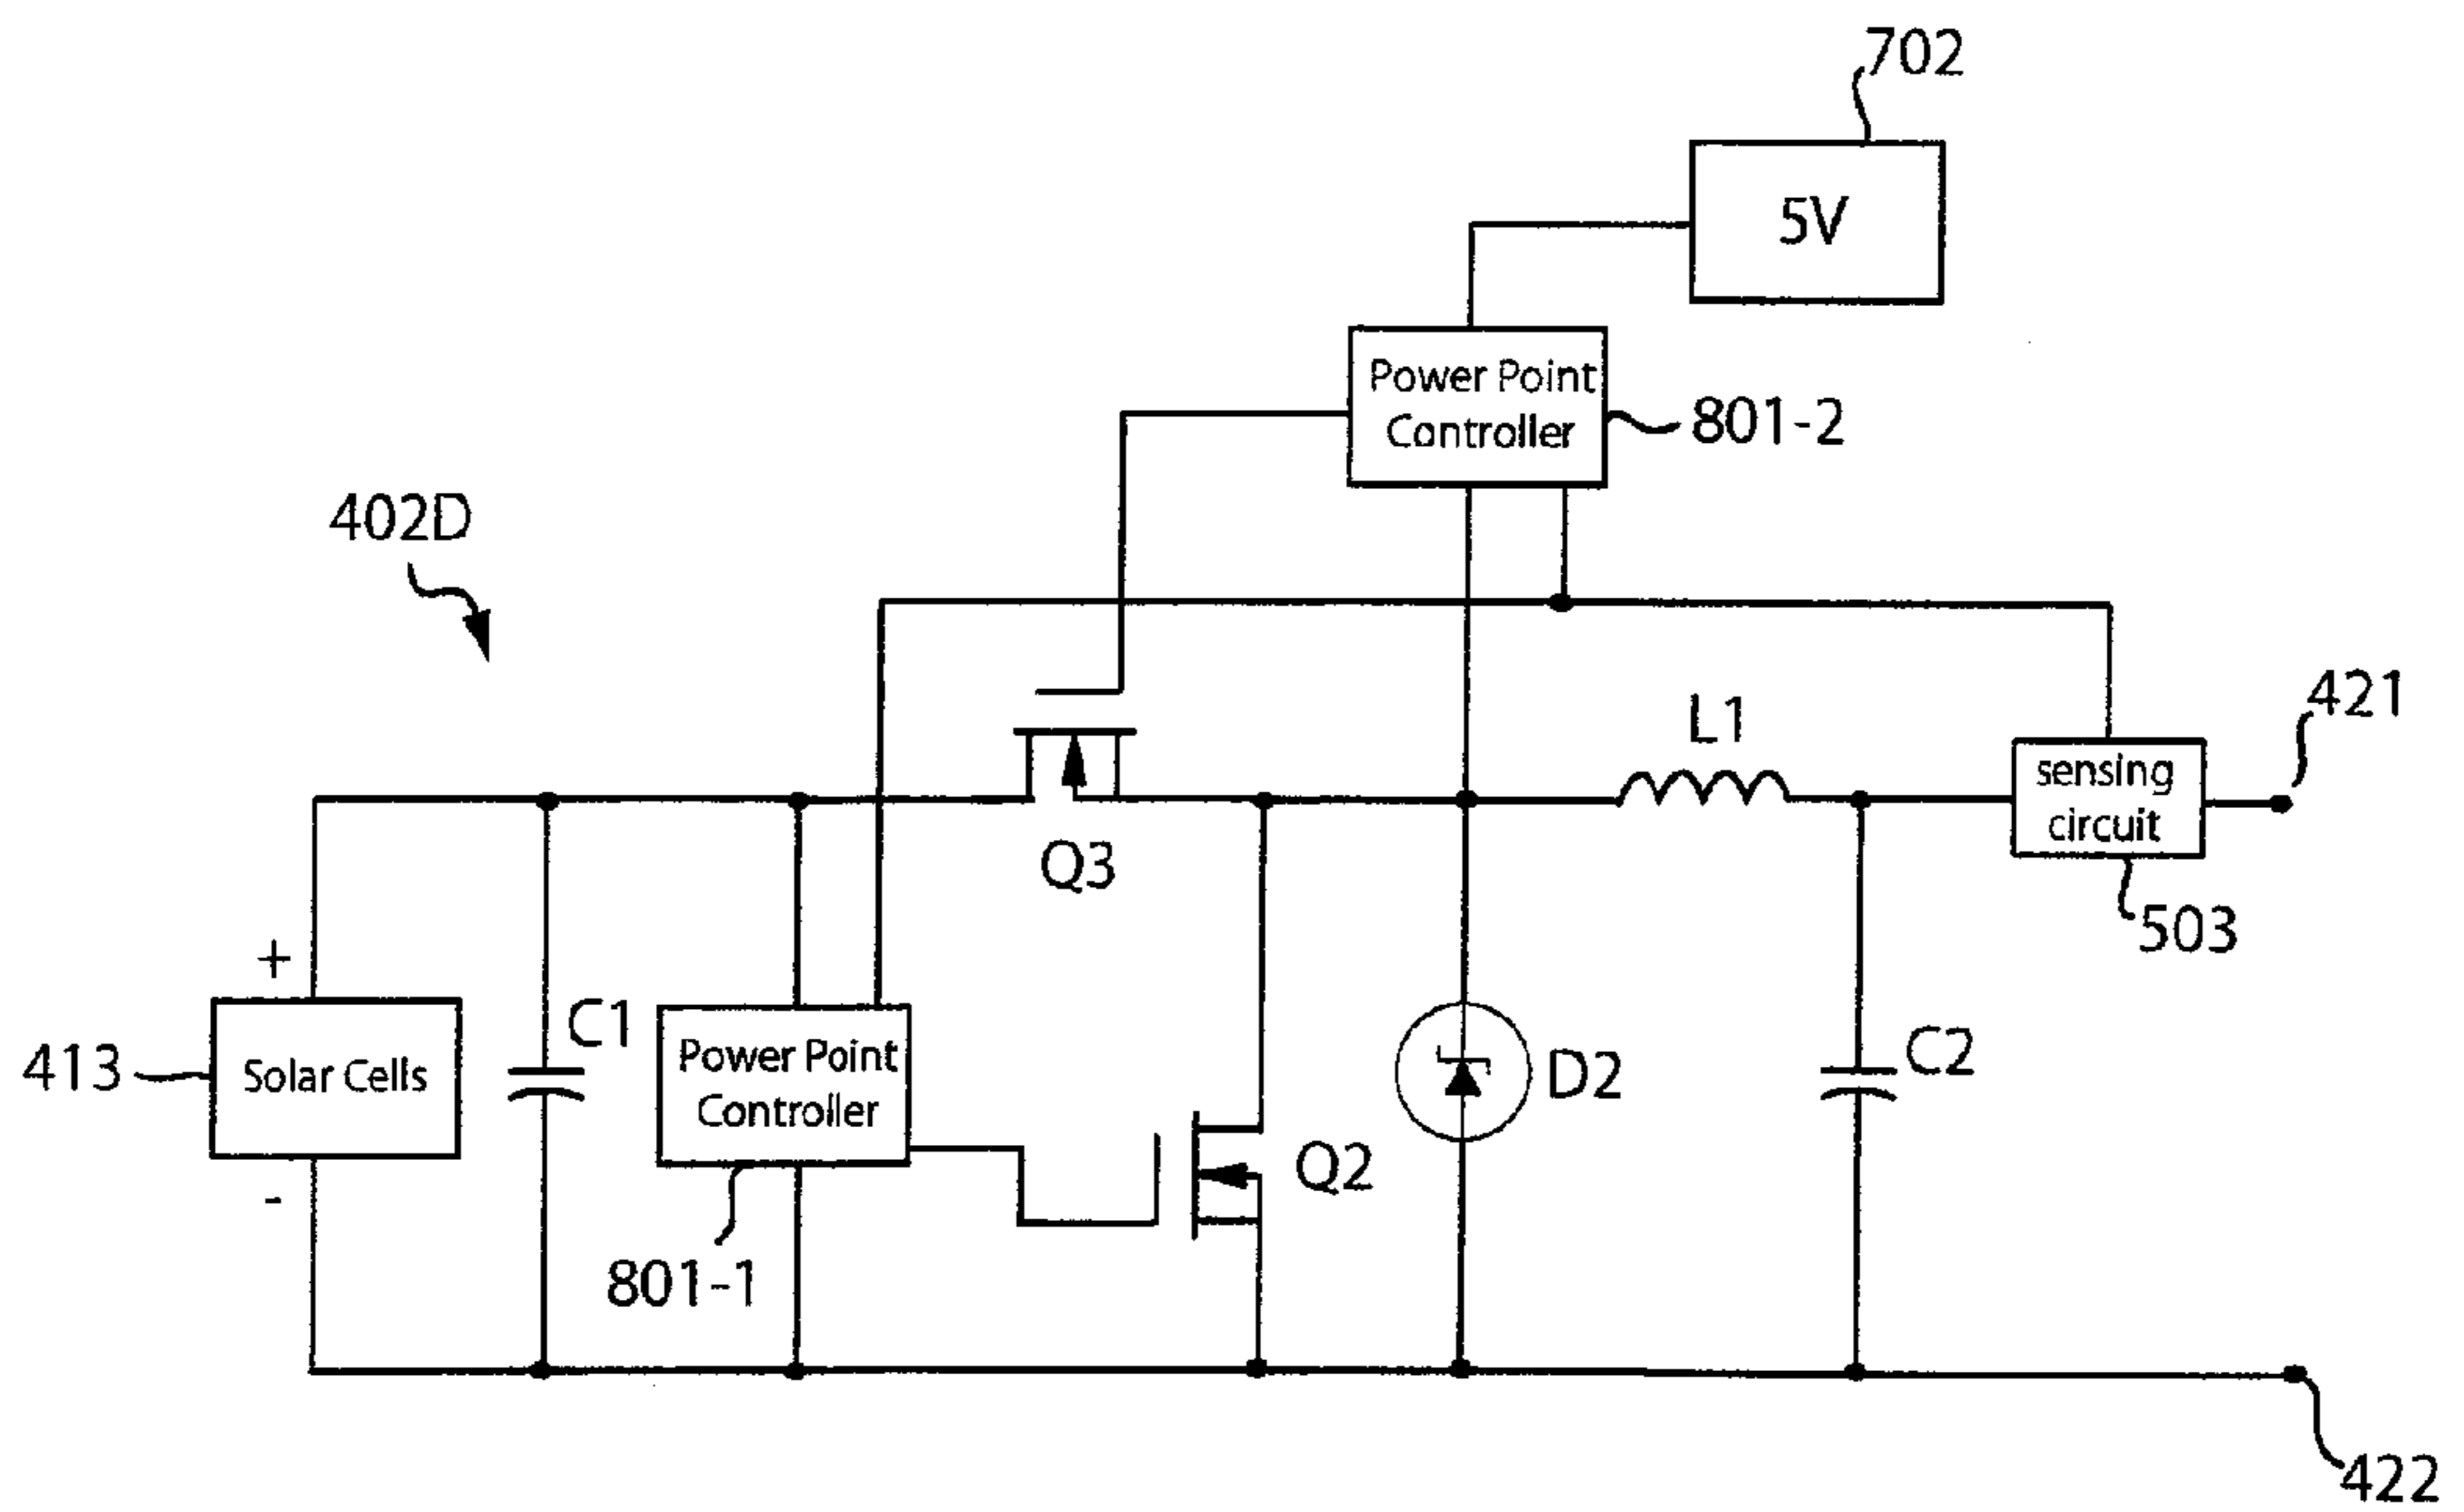 702
5V
Power Point
Controller
801-2
402D
421
L1
sensing
circuit
Q3
503
+
C1
413
Solar Cells
Power Point
Controller
D2
C2
Q2
-
801-1
422